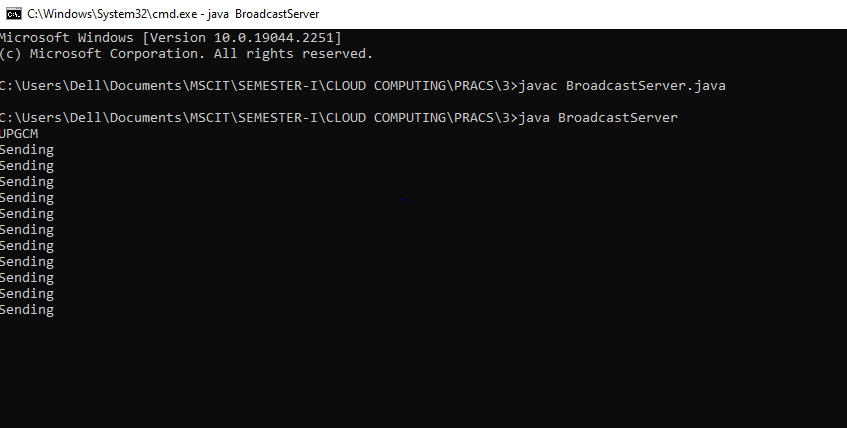 C:\Windows\System32\cmd.exe - java  BroadcastServer
Microsoft Windows [Version 10.0.19044.2251]
(c) Microsoft Corporation. All rights reserved.
C:\Users\Dell\Documents\MSCIT\SEMESTER-I\CLOUD COMPUTING\PRACS\3>javac BroadcastServer.java
C:\Users\Dell\Documents\MSCIT\SEMESTER-I\CLOUD COMPUTING\PRACS\3>java BroadcastServer
UPGCM
Sending
Sending
Sending
Sending
Sending
Sending
Sending
Sending
Sending
Sending
Sending